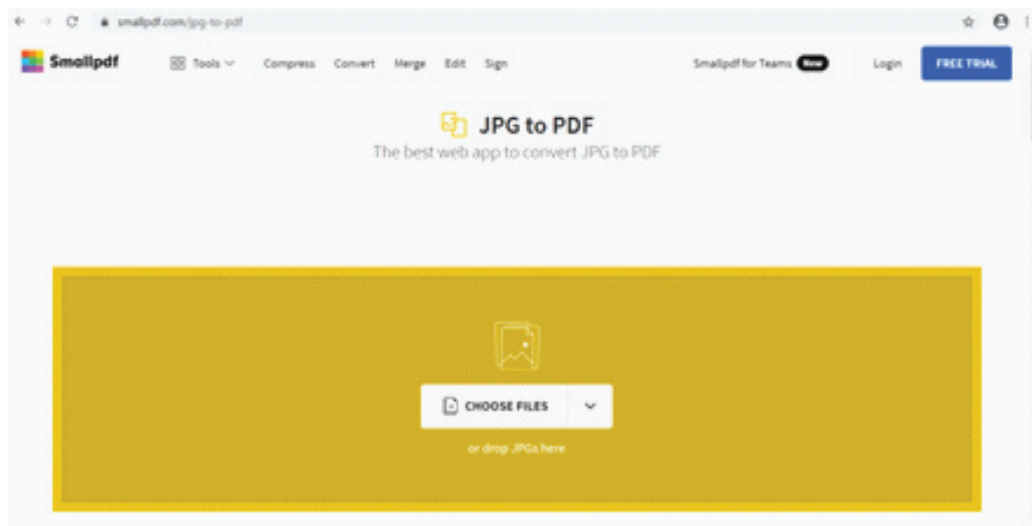 smallpdf.com/jpg-to-pdf
Smallpdf Tools Compress Convert Merge Edit Sign Smallpdf for Teams New Login FREE TRIAL
JPG to PDF
The best web app to convert JPG to PDF
CHOOSE FILES
or drop JPGs here